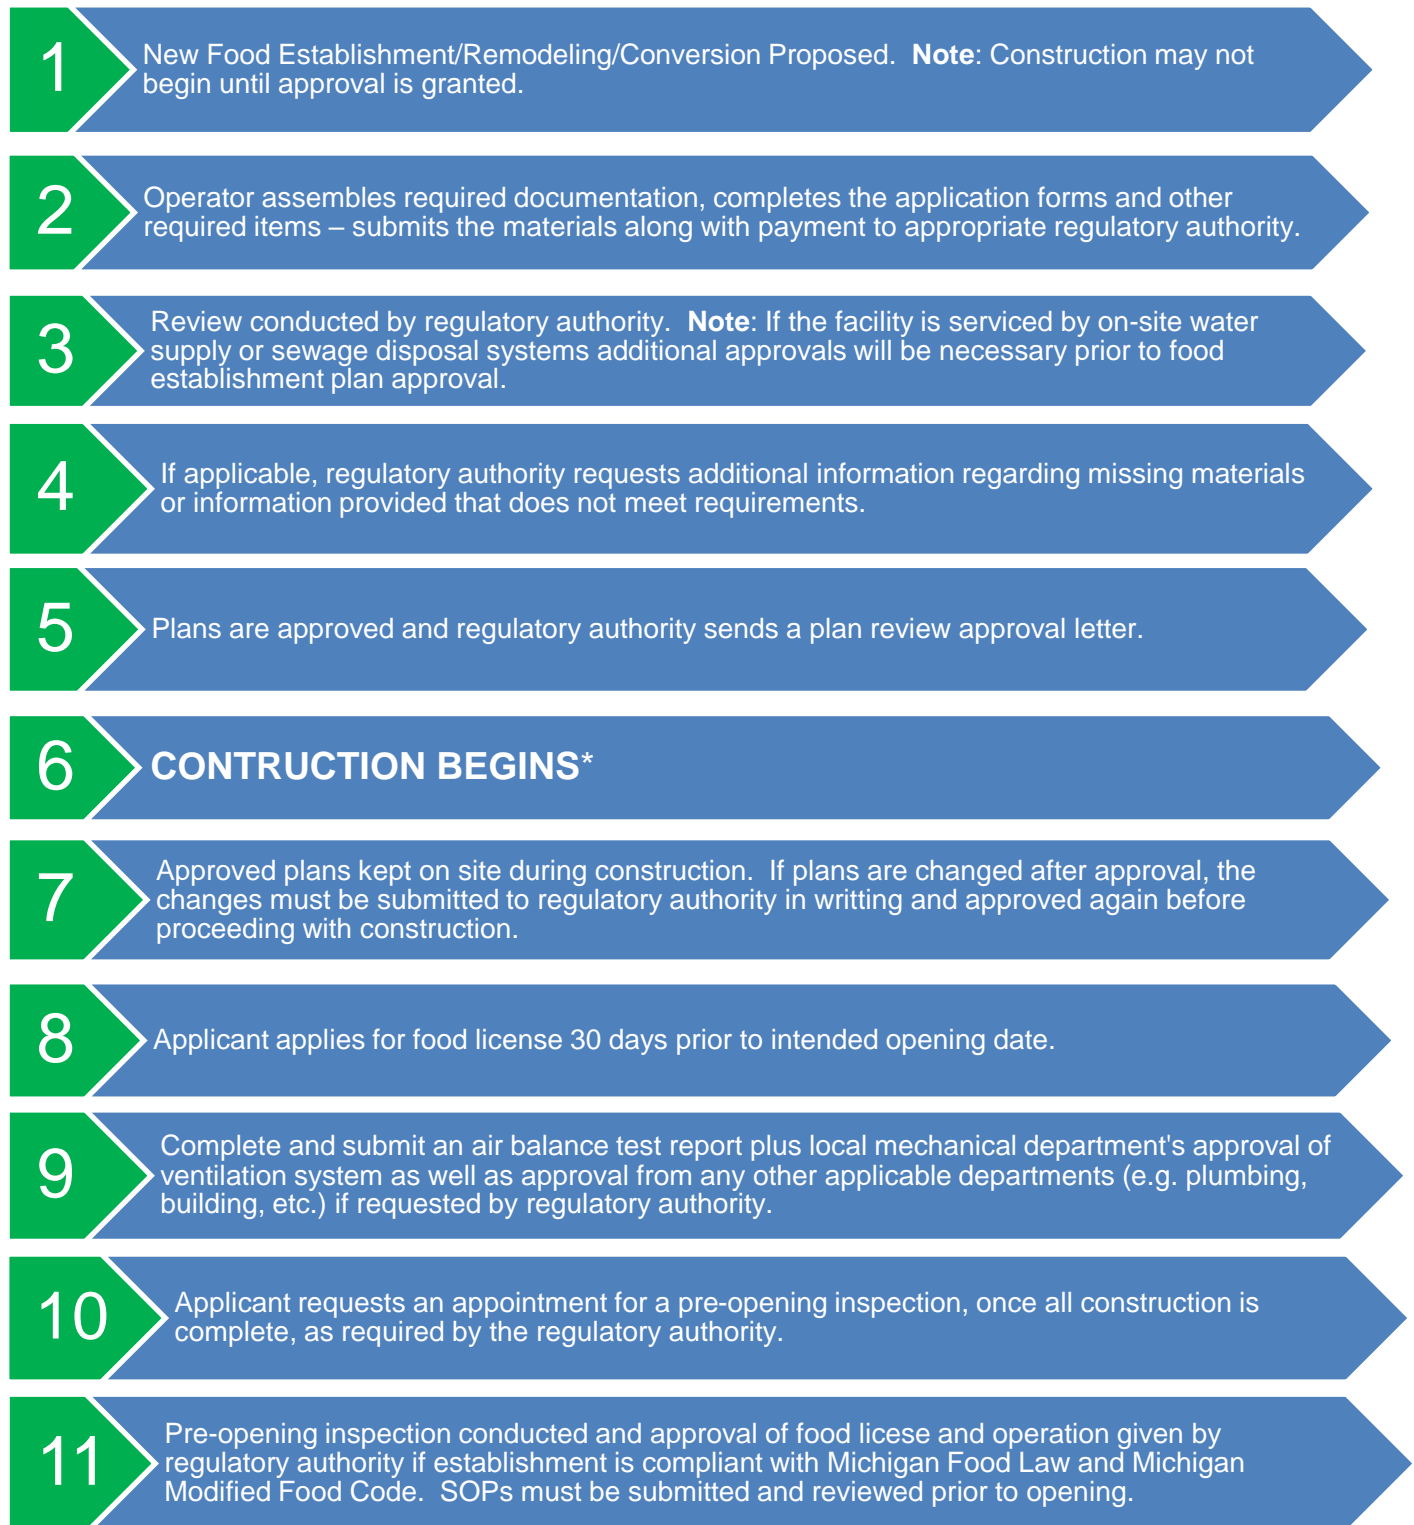 1
New Food Establishment/Remodeling/Conversion Proposed.  Note: Construction may not
begin until approval is granted.
2
Operator assembles required documentation, completes the application forms and other
required items – submits the materials along with payment to appropriate regulatory authority.
3
Review conducted by regulatory authority.  Note: If the facility is serviced by on-site water
supply or sewage disposal systems additional approvals will be necessary prior to food
establishment plan approval.
4
If applicable, regulatory authority requests additional information regarding missing materials
or information provided that does not meet requirements.
5
Plans are approved and regulatory authority sends a plan review approval letter.
6
CONTRUCTION BEGINS*
7
Approved plans kept on site during construction.  If plans are changed after approval, the
changes must be submitted to regulatory authority in writting and approved again before
proceeding with construction.
8
Applicant applies for food license 30 days prior to intended opening date.
9
Complete and submit an air balance test report plus local mechanical department's approval of
ventilation system as well as approval from any other applicable departments (e.g. plumbing,
building, etc.) if requested by regulatory authority.
10
Applicant requests an appointment for a pre-opening inspection, once all construction is
complete, as required by the regulatory authority.
11
Pre-opening inspection conducted and approval of food licese and operation given by
regulatory authority if establishment is compliant with Michigan Food Law and Michigan
Modified Food Code.  SOPs must be submitted and reviewed prior to opening.